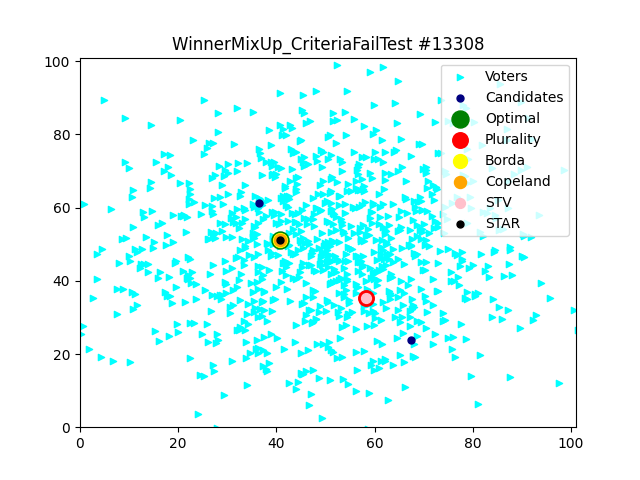 WinnerMixUp_CriteriaFailTest #13308
Voters
Candidates
Optimal
Plurality
Borda
Copeland
STV
STAR
100
80
60
40
20
0
0 20 40 60 80 100